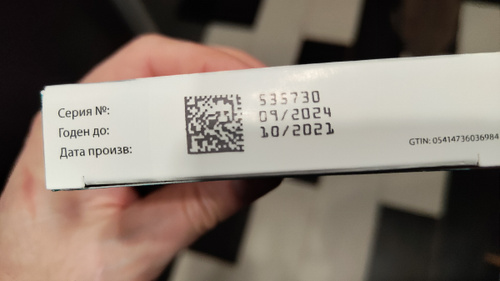 Серия №: 535730
Годен до: 09/2024
Дата произв: 10/2021
GTIN: 05414736036984